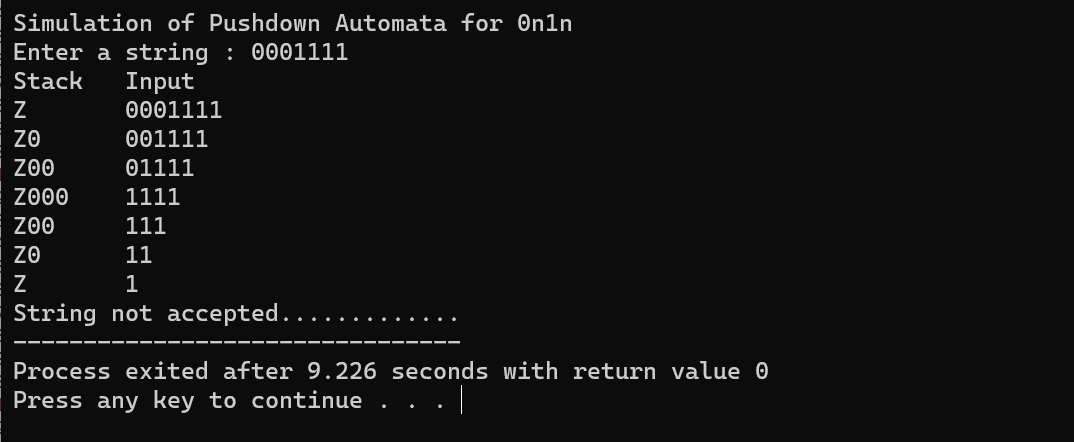 Simulation of Pushdown Automata for 0n1n
Enter a string : 0001111
Stack   Input
Z       0001111
Z0      001111
Z00     01111
Z000    1111
Z00     111
Z0      11
Z       1
String not accepted.............
--------------------------------
Process exited after 9.226 seconds with return value 0
Press any key to continue . . .